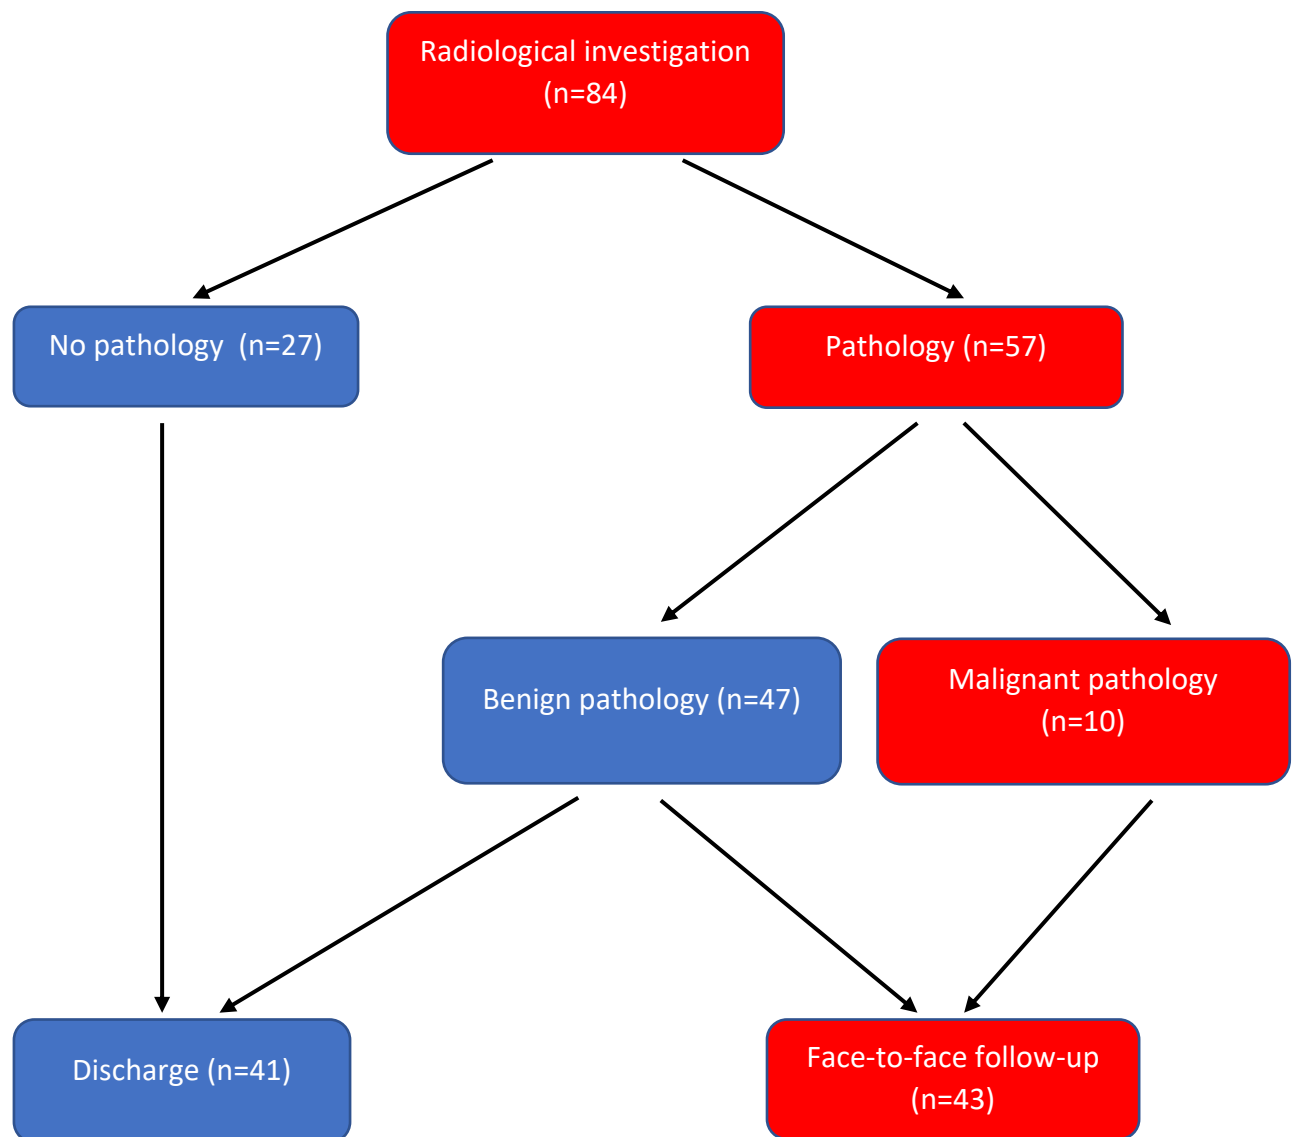 Radiological investigation
(n=84)
No pathology  (n=27)
Pathology (n=57)
Benign pathology (n=47)
Malignant pathology
(n=10)
Discharge (n=41)
Face-to-face follow-up
(n=43)